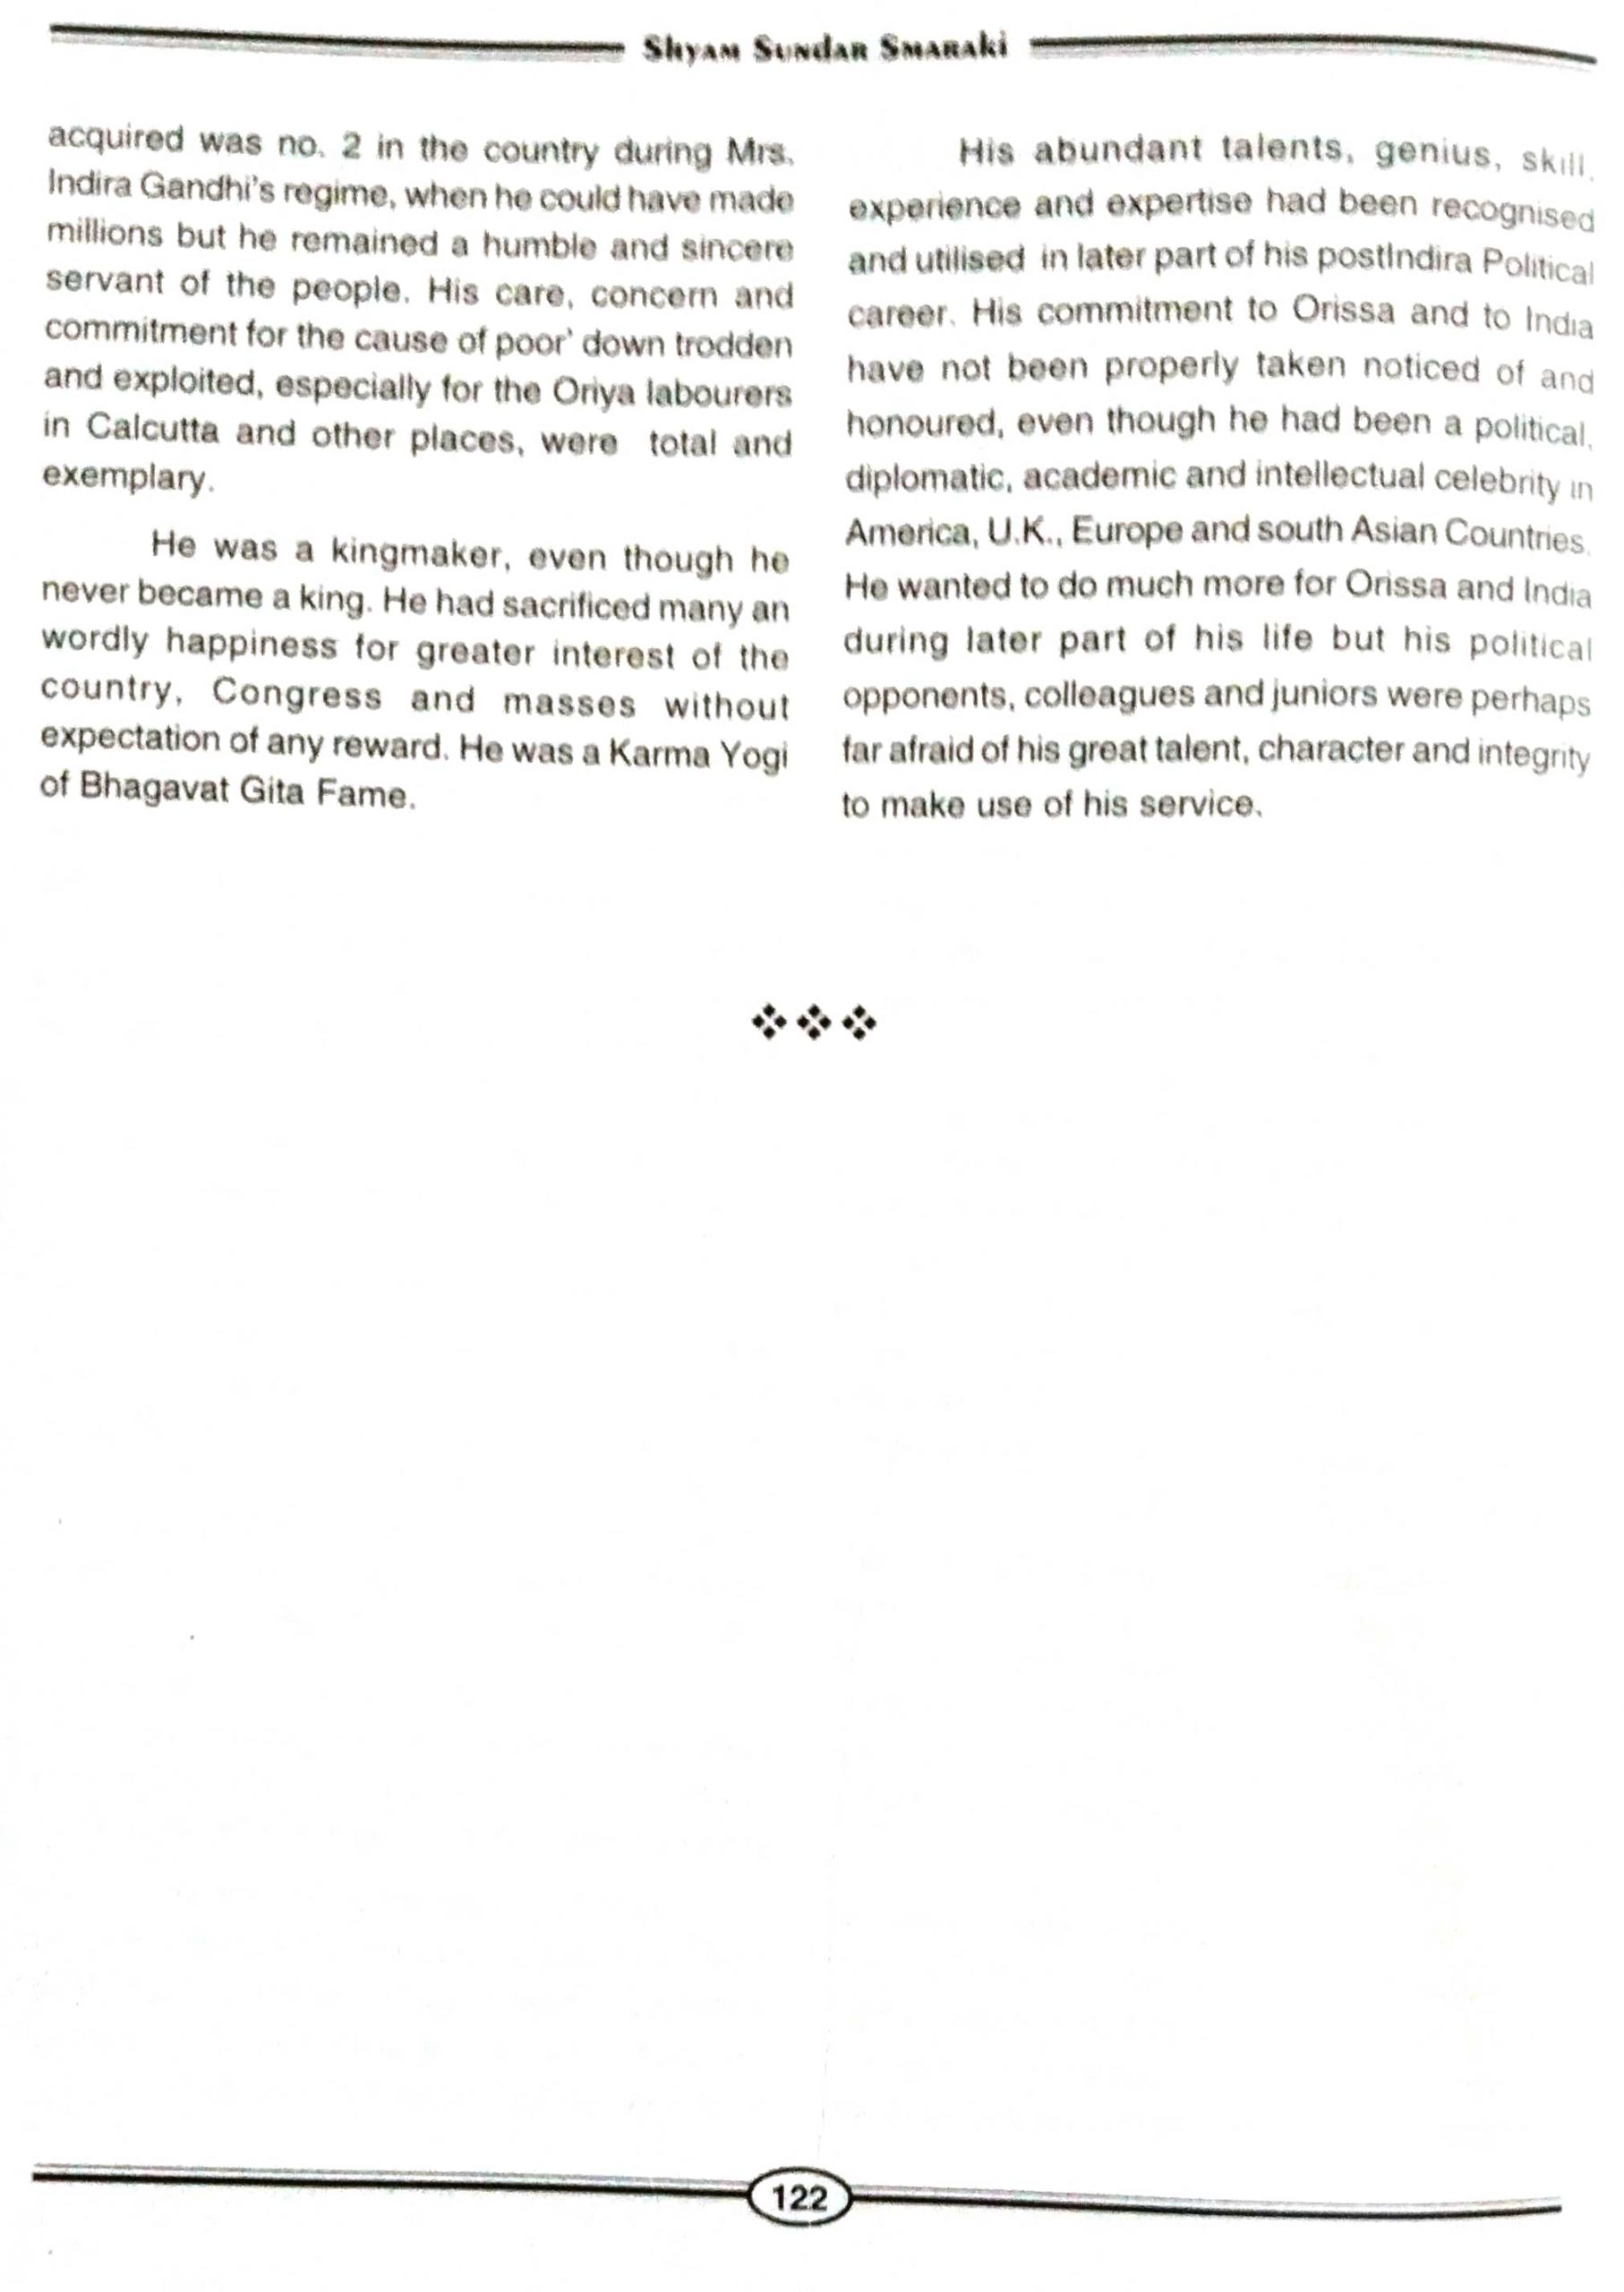 Shyam Sundar Smaraki
acquired was no. 2 in the country during Mrs.
Indira Gandhi's regime, when he could have made
millions but he remained a humble and sincere
servant of the people. His care, concern and
commitment for the cause of poor' down trodden
and exploited, especially for the Oriya labourers
in Calcutta and other places, were total and
exemplary.
He was a kingmaker, even though he
never became a king. He had sacrificed many an
wordly happiness for greater interest of the
country, Congress and masses without
expectation of any reward. He was a Karma Yogi
of Bhagavat Gita Fame.
His abundant talents, genius, skill,
experience and expertise had been recognised
and utilised in later part of his postIndira Political
career. His commitment to Orissa and to India
have not been properly taken noticed of and
honoured, even though he had been a political,
diplomatic, academic and intellectual celebrity in
America, U.K., Europe and south Asian Countries.
He wanted to do much more for Orissa and India
during later part of his life but his political
opponents, colleagues and juniors were perhaps
far afraid of his great talent, character and integrity
to make use of his service.
122